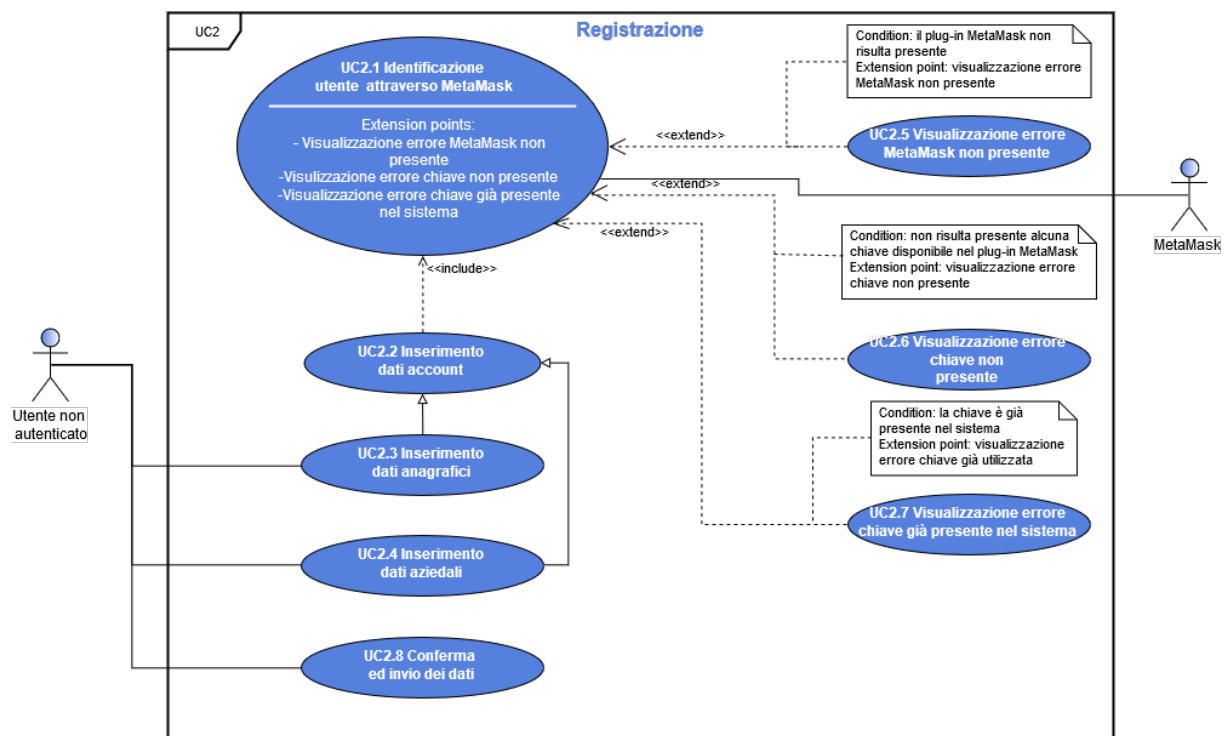 UC2
Registrazione
UC2.1 Identificazione
utente attraverso MetaMask
Extension points:
- Visualizzazione errore MetaMask non
presente
-Visulizzazione errore chiave non presente
-Visualizzazione errore chiave già presente
nel sistema
Condition: il plug-in MetaMask non
risulta presente
Extension point: visualizzazione errore
MetaMask non presente
<<extend>>
UC2.5 Visualizzazione errore
MetaMask non presente
<<extend>>
MetaMask
<<extend>>
Condition: non risulta presente alcuna
chiave disponibile nel plug-in MetaMask
Extension point: visualizzazione errore
chiave non presente
<<include>>
UC2.2 Inserimento
dati account
UC2.6 Visualizzazione errore
chiave non
presente
Utente non
autenticato
Condition: la chiave è già
presente nel sistema
Extension point: visualizzazione
errore chiave già utilizzata
UC2.3 Inserimento
dati anagrafici
UC2.7 Visualizzazione errore
chiave già presente nel sistema
UC2.4 Inserimento
dati aziedali
UC2.8 Conferma
ed invio dei dati